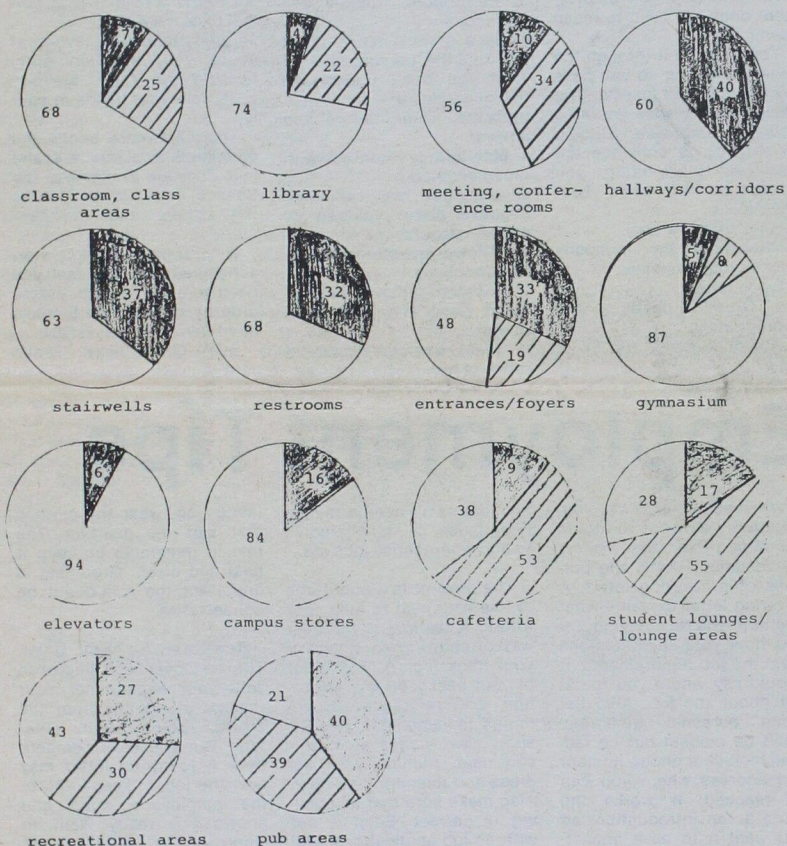 7
25
68
classroom, class
areas
4
22
74
library
10
34
56
meeting, confer-
ence rooms
40
60
hallways/corridors
37
63
stairwells
32
68
restrooms
33
48
19
entrances/foyers
5
8
87
gymnasium
6
94
elevators
16
84
campus stores
9
38
53
cafeteria
17
28
55
student lounges/
lounge areas
27
43
30
recreational areas
21
40
39
pub areas